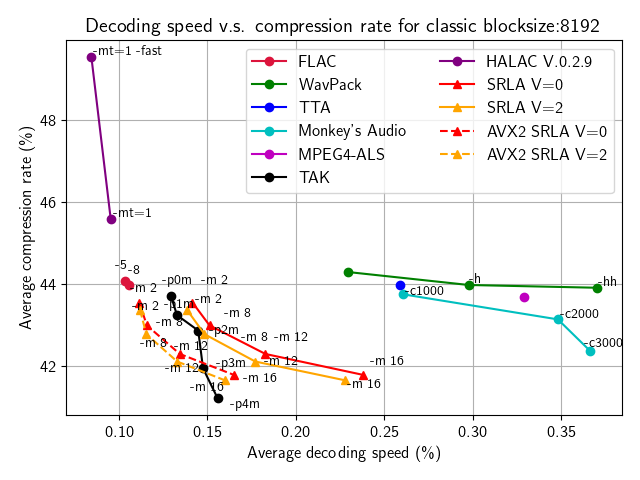 Decoding speed v.s. compression rate for classic blocksize:8192
Average compression rate (%)
48
46
44
42
FLAC
WavPack
TTA
Monkey's Audio
MPEG4-ALS
TAK
HALAC V.0.2.9
SRLA V=0
SRLA V=2
AVX2 SRLA V=0
AVX2 SRLA V=2
-mt=1 -fast
-mt=1
-5
-8
-p0m
-m 2
-h
-hh
-m 2
-c1000
-m 2
-m 2
-p1m
-m 8
-m 8
-c2000
-p2m
-m 8
-m 12
-m 8
-m 12
-c3000
-m 12
-p3m
-m 12
-m 16
-m 16
-m 16
-m 16
-p4m
0.10
0.15
0.20
0.25
0.30
0.35
Average decoding speed (%)